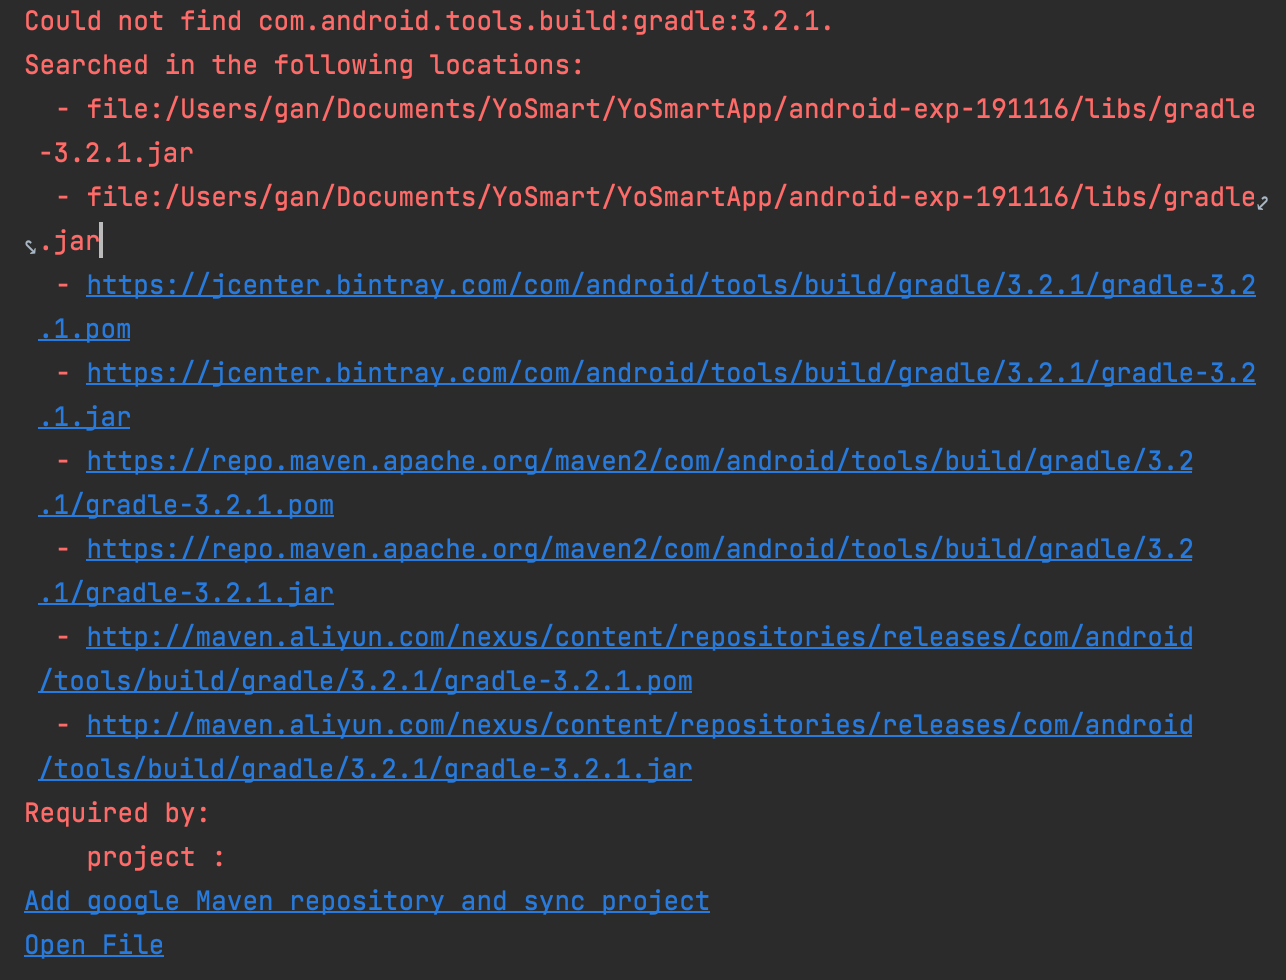 Could not find com.android.tools.build:gradle:3.2.1.
Searched in the following locations:
- file:/Users/gan/Documents/YoSmart/YoSmartApp/android-exp-191116/libs/gradle
-3.2.1.jar
- file:/Users/gan/Documents/YoSmart/YoSmartApp/android-exp-191116/libs/gradle
.jar
- https://jcenter.bintray.com/com/android/tools/build/gradle/3.2.1/gradle-3.2
.1.pom
- https://jcenter.bintray.com/com/android/tools/build/gradle/3.2.1/gradle-3.2
.1.jar
- https://repo.maven.apache.org/maven2/com/android/tools/build/gradle/3.2
.1/gradle-3.2.1.pom
- https://repo.maven.apache.org/maven2/com/android/tools/build/gradle/3.2
.1/gradle-3.2.1.jar
- http://maven.aliyun.com/nexus/content/repositories/releases/com/android
/tools/build/gradle/3.2.1/gradle-3.2.1.pom
- http://maven.aliyun.com/nexus/content/repositories/releases/com/android
/tools/build/gradle/3.2.1/gradle-3.2.1.jar
Required by:
project :
Add google Maven repository and sync project
Open File